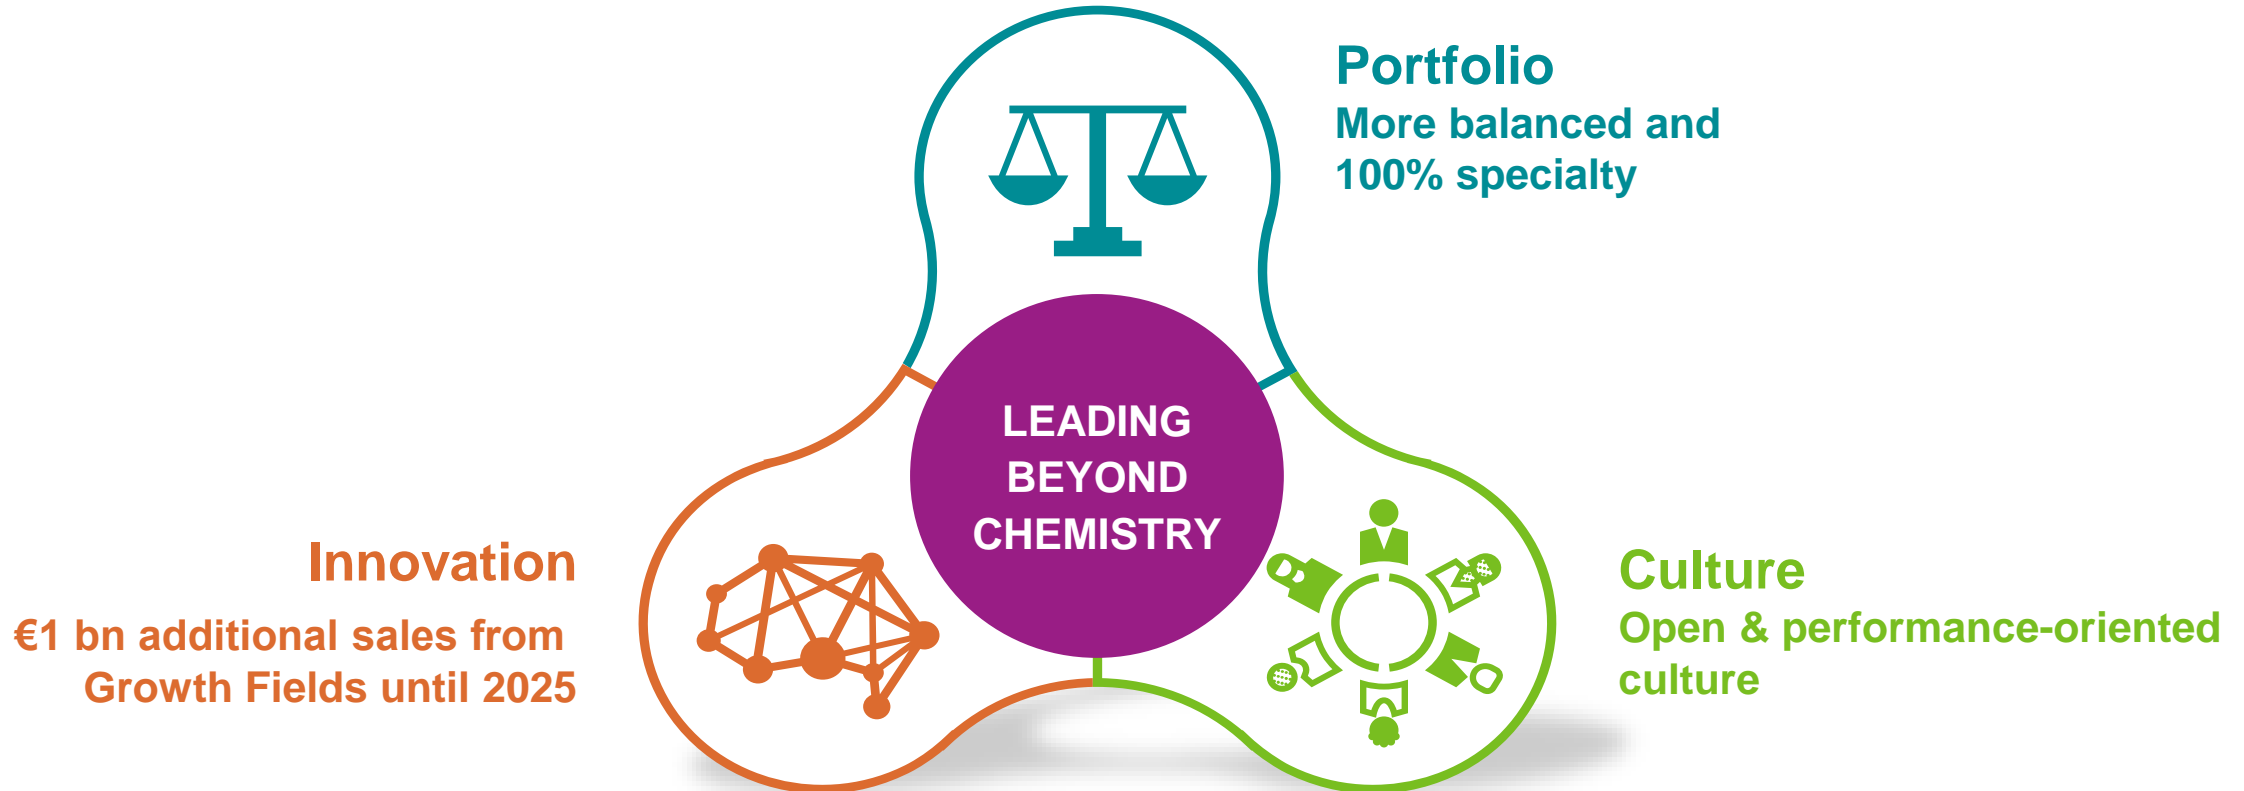 Portfolio
More balanced and
100% specialty
LEADING
BEYOND
CHEMISTRY
Innovation
€1 bn additional sales from
Growth Fields until 2025
Culture
Open & performance-oriented
culture